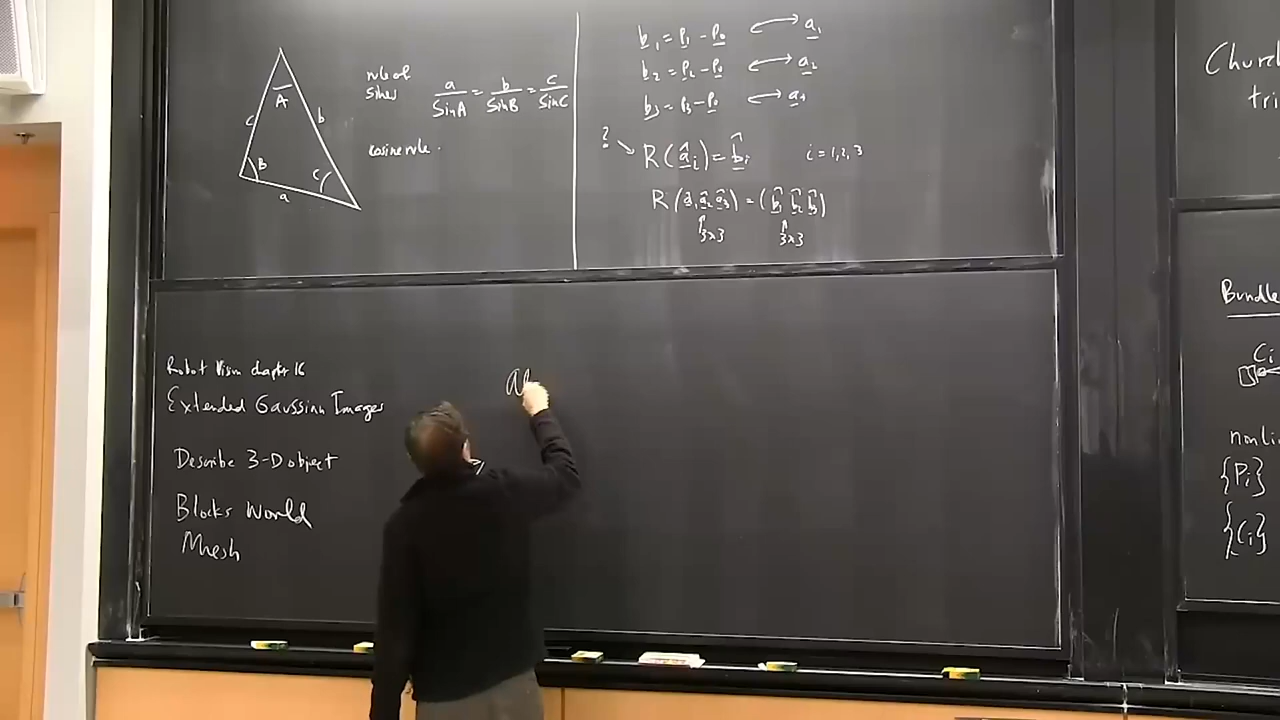 A
B
C
c
b
a
rule of
sines
a/SinA = b/SinB = c/SinC
cosine rule.
b₁ = p₁ - p₀ ⟷ a₁
b₂ = p₂ - p₀ ⟷ a₂
b₃ = p₃ - p₀ ⟷ a₃
?
R(âᵢ) = b̂ᵢ i = 1, 2, 3
R(â₁ â₂ â₃) = (b̂₁ b̂₂ b̂₃)
3x3 3x3
Robot Vision chapter 16
Extended Gaussian Images
Describe 3-D object
Blocks World
Mesh
Church
tri
Bundle
Ci
nonli
{Pi}
{Ci}